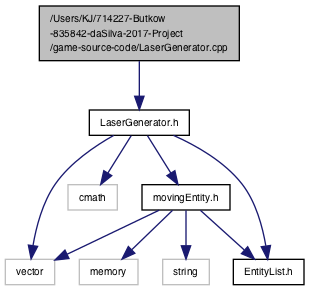 /Users/KJ/714227-Butkow
-835842-daSilva-2017-Project
/game-source-code/LaserGenerator.cpp
LaserGenerator.h
cmath
movingEntity.h
vector
memory
string
EntityList.h